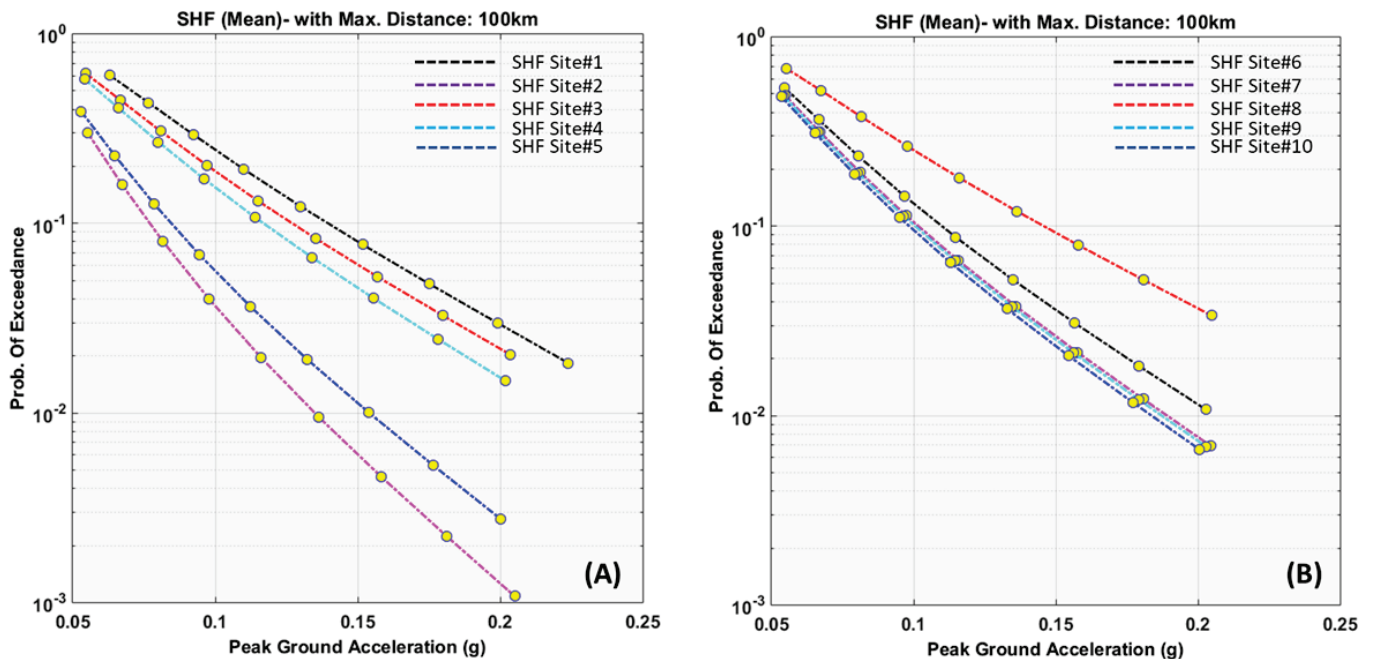 SHF (Mean)- with Max. Distance: 100km
10^0
10^-1
10^-2
10^-3
Prob. Of Exceedance
SHF Site#1
SHF Site#2
SHF Site#3
SHF Site#4
SHF Site#5
(A)
0.05 0.1 0.15 0.2 0.25
Peak Ground Acceleration (g)
SHF (Mean)- with Max. Distance: 100km
10^0
10^-1
10^-2
10^-3
Prob. Of Exceedance
SHF Site#6
SHF Site#7
SHF Site#8
SHF Site#9
SHF Site#10
(B)
0.05 0.1 0.15 0.2 0.25
Peak Ground Acceleration (g)